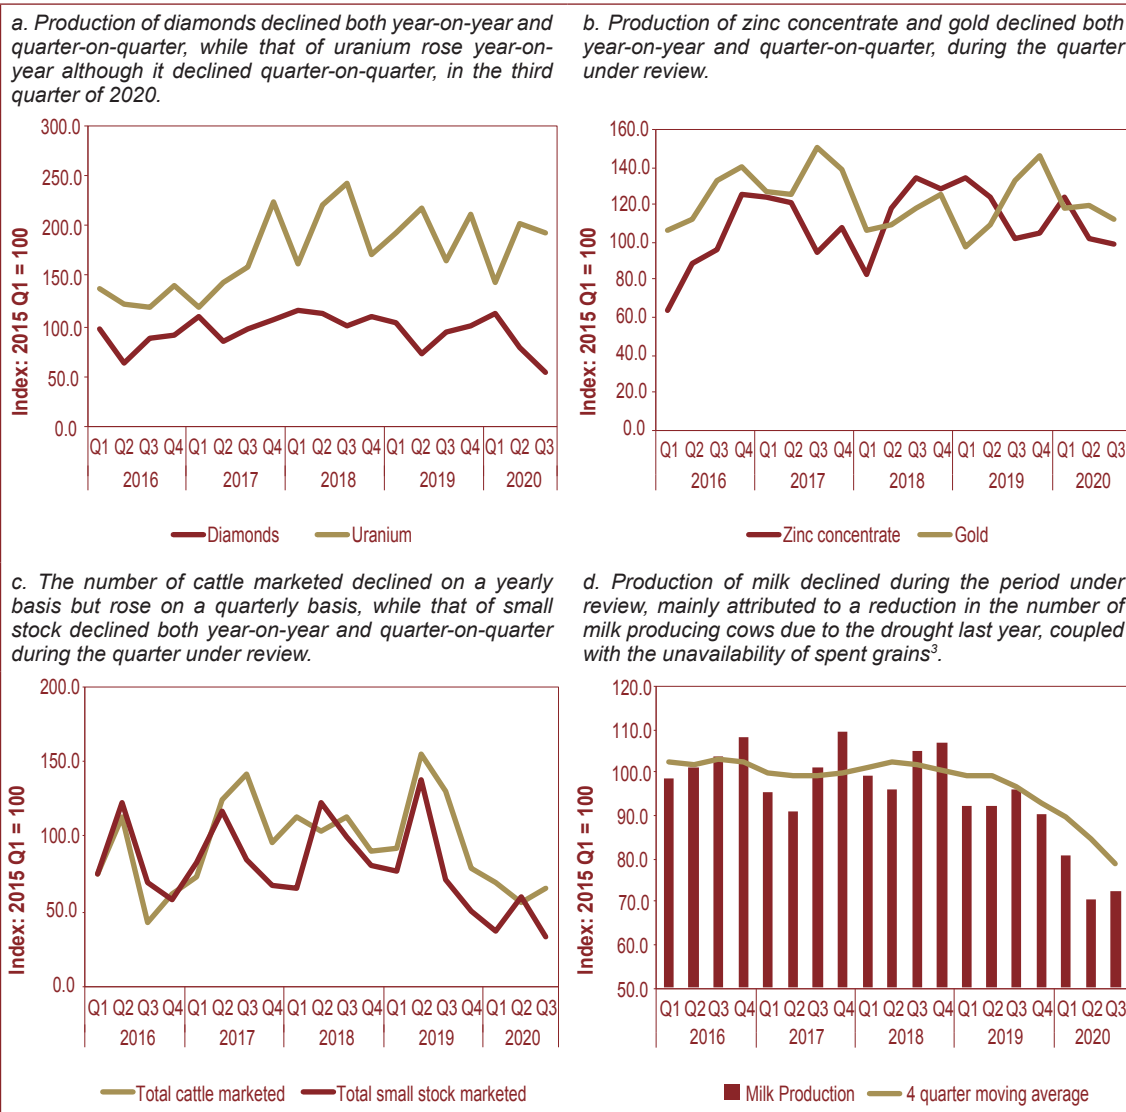 a. Production of diamonds declined both year-on-year and
quarter-on-quarter, while that of uranium rose year-on-
year although it declined quarter-on-quarter, in the third
quarter of 2020.
300.0
250.0
200.0
150.0
100.0
50.0
0.0
Index: 2015 Q1 = 100
Q1 Q2 Q3 Q4 Q1 Q2 Q3 Q4 Q1 Q2 Q3 Q4 Q1 Q2 Q3 Q4 Q1 Q2 Q3
2016 2017 2018 2019 2020
Diamonds Uranium
b. Production of zinc concentrate and gold declined both
year-on-year and quarter-on-quarter, during the quarter
under review.
160.0
140.0
120.0
100.0
80.0
60.0
40.0
20.0
0.0
Index: 2015 Q1 = 100
Q1 Q2 Q3 Q4 Q1 Q2 Q3 Q4 Q1 Q2 Q3 Q4 Q1 Q2 Q3 Q4 Q1 Q2 Q3
2016 2017 2018 2019 2020
Zinc concentrate Gold
c. The number of cattle marketed declined on a yearly
basis but rose on a quarterly basis, while that of small
stock declined both year-on-year and quarter-on-quarter
during the quarter under review.
200.0
150.0
100.0
50.0
0.0
Index: 2015 Q1 = 100
Q1 Q2 Q3 Q4 Q1 Q2 Q3 Q4 Q1 Q2 Q3 Q4 Q1 Q2 Q3 Q4 Q1 Q2 Q3
2016 2017 2018 2019 2020
Total cattle marketed Total small stock marketed
d. Production of milk declined during the period under
review, mainly attributed to a reduction in the number of
milk producing cows due to the drought last year, coupled
with the unavailability of spent grains³.
120.0
110.0
100.0
90.0
80.0
70.0
60.0
50.0
Index: 2015 Q1 = 100
Q1 Q2 Q3 Q4 Q1 Q2 Q3 Q4 Q1 Q2 Q3 Q4 Q1 Q2 Q3 Q4 Q1 Q2 Q3
2016 2017 2018 2019 2020
Milk Production 4 quarter moving average